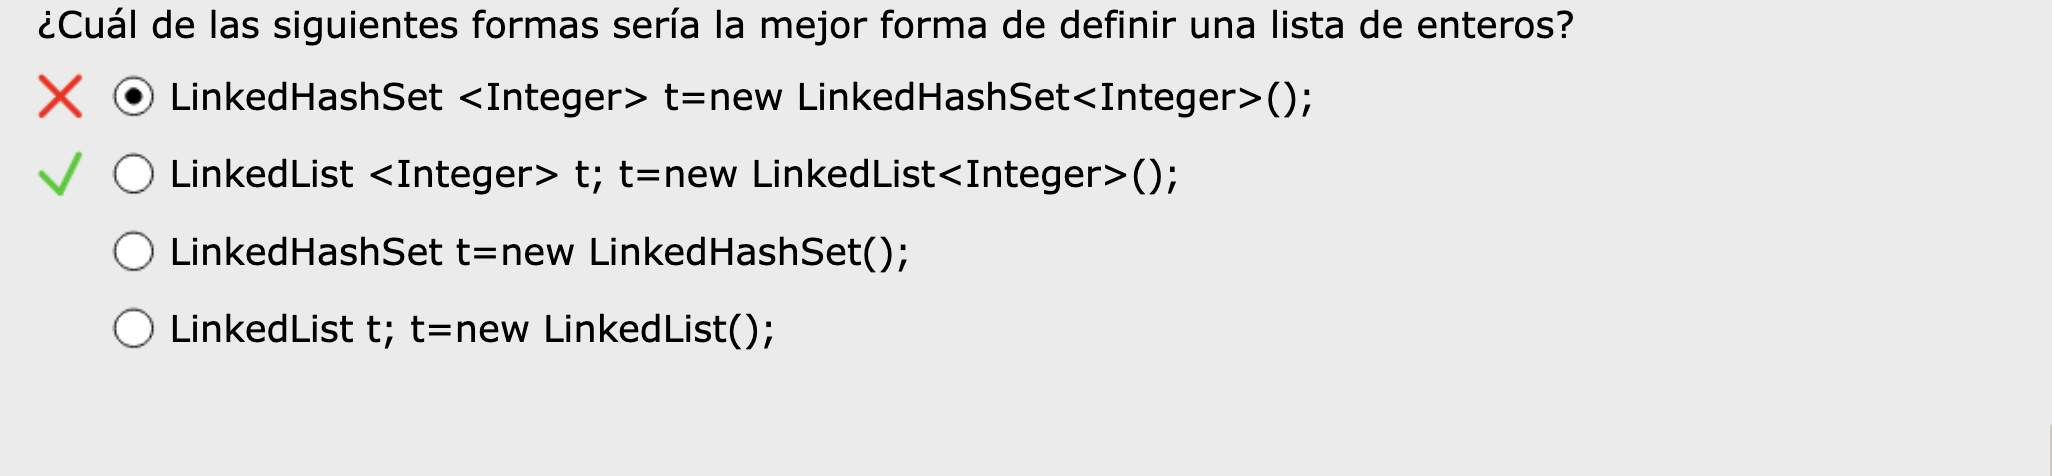 ¿Cuál de las siguientes formas sería la mejor forma de definir una lista de enteros?
LinkedHashSet <Integer> t=new LinkedHashSet<Integer>();
LinkedList <Integer> t; t=new LinkedList<Integer>();
LinkedHashSet t=new LinkedHashSet();
LinkedList t; t=new LinkedList();